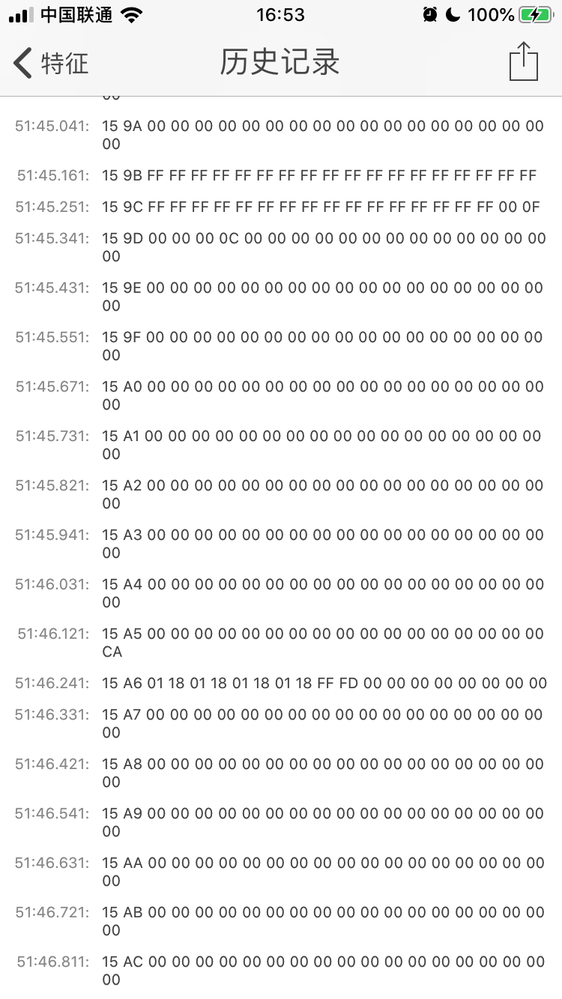 中国联通
16:53
100%
特征
历史记录
00
51:45.041: 15 9A 00 00 00 00 00 00 00 00 00 00 00 00 00 00 00 00 00
00
51:45.161: 15 9B FF FF FF FF FF FF FF FF FF FF FF FF FF FF FF FF FF FF
51:45.251: 15 9C FF FF FF FF FF FF FF FF FF FF FF FF FF FF FF FF 00 0F
51:45.341: 15 9D 00 00 00 0C 00 00 00 00 00 00 00 00 00 00 00 00 00
00
51:45.431: 15 9E 00 00 00 00 00 00 00 00 00 00 00 00 00 00 00 00 00
00
51:45.551: 15 9F 00 00 00 00 00 00 00 00 00 00 00 00 00 00 00 00 00
00
51:45.671: 15 A0 00 00 00 00 00 00 00 00 00 00 00 00 00 00 00 00 00
00
51:45.731: 15 A1 00 00 00 00 00 00 00 00 00 00 00 00 00 00 00 00 00
00
51:45.821: 15 A2 00 00 00 00 00 00 00 00 00 00 00 00 00 00 00 00 00
00
51:45.941: 15 A3 00 00 00 00 00 00 00 00 00 00 00 00 00 00 00 00 00
00
51:46.031: 15 A4 00 00 00 00 00 00 00 00 00 00 00 00 00 00 00 00 00
00
51:46.121: 15 A5 00 00 00 00 00 00 00 00 00 00 00 00 00 00 00 00 00
CA
51:46.241: 15 A6 01 18 01 18 01 18 01 18 FF FD 00 00 00 00 00 00 00 00
51:46.331: 15 A7 00 00 00 00 00 00 00 00 00 00 00 00 00 00 00 00 00
00
51:46.421: 15 A8 00 00 00 00 00 00 00 00 00 00 00 00 00 00 00 00 00
00
51:46.541: 15 A9 00 00 00 00 00 00 00 00 00 00 00 00 00 00 00 00 00
00
51:46.631: 15 AA 00 00 00 00 00 00 00 00 00 00 00 00 00 00 00 00 00
00
51:46.721: 15 AB 00 00 00 00 00 00 00 00 00 00 00 00 00 00 00 00 00
00
51:46.811: 15 AC 00 00 00 00 00 00 00 00 00 00 00 00 00 00 00 00 00
00